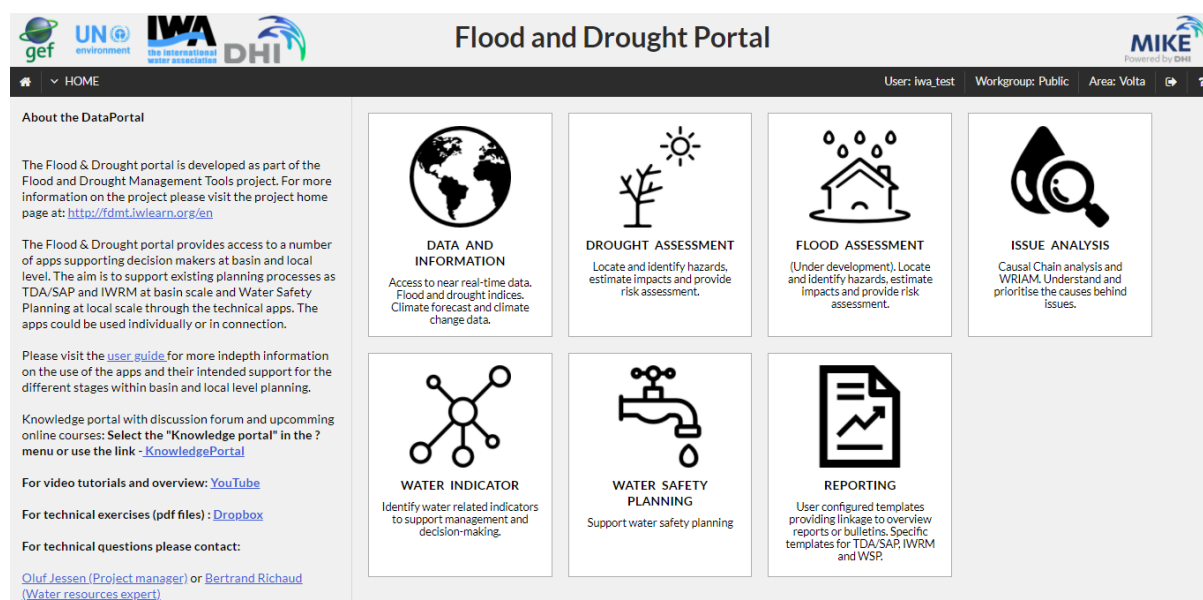 gef
UN environment
IWA
the international
water association
DHI
Flood and Drought Portal
MIKE
Powered by DHI
HOME
User: iwa_test
Workgroup: Public
Area: Volta
?
About the DataPortal
The Flood & Drought portal is developed as part of the
Flood and Drought Management Tools project. For more
information on the project please visit the project home
page at: http://fdmt.iwlearn.org/en
The Flood & Drought portal provides access to a number
of apps supporting decision makers at basin and local
level. The aim is to support existing planning processes as
TDA/SAP and IWRM at basin scale and Water Safety
Planning at local scale through the technical apps. The
apps could be used individually or in connection.
Please visit the user guide for more indepth information
on the use of the apps and their intended support for the
different stages within basin and local level planning.
Knowledge portal with discussion forum and upcomming
online courses: Select the "Knowledge portal" in the ?
menu or use the link - KnowledgePortal
For video tutorials and overview: YouTube
For technical exercises (pdf files) : Dropbox
For technical questions please contact:
Oluf Jessen (Project manager) or Bertrand Richaud
(Water resources expert)
DATA AND
INFORMATION
Access to near real-time data.
Flood and drought indices.
Climate forecast and climate
change data.
DROUGHT ASSESSMENT
Locate and identify hazards,
estimate impacts and provide
risk assessment.
FLOOD ASSESSMENT
(Under development). Locate
and identify hazards, estimate
impacts and provide risk
assessment.
ISSUE ANALYSIS
Causal Chain analysis and
WRIAM. Understand and
prioritise the causes behind
issues.
WATER INDICATOR
Identify water related indicators
to support management and
decision-making.
WATER SAFETY
PLANNING
Support water safety planning
REPORTING
User configured templates
providing linkage to overview
reports or bulletins. Specific
templates for TDA/SAP, IWRM
and WSP.